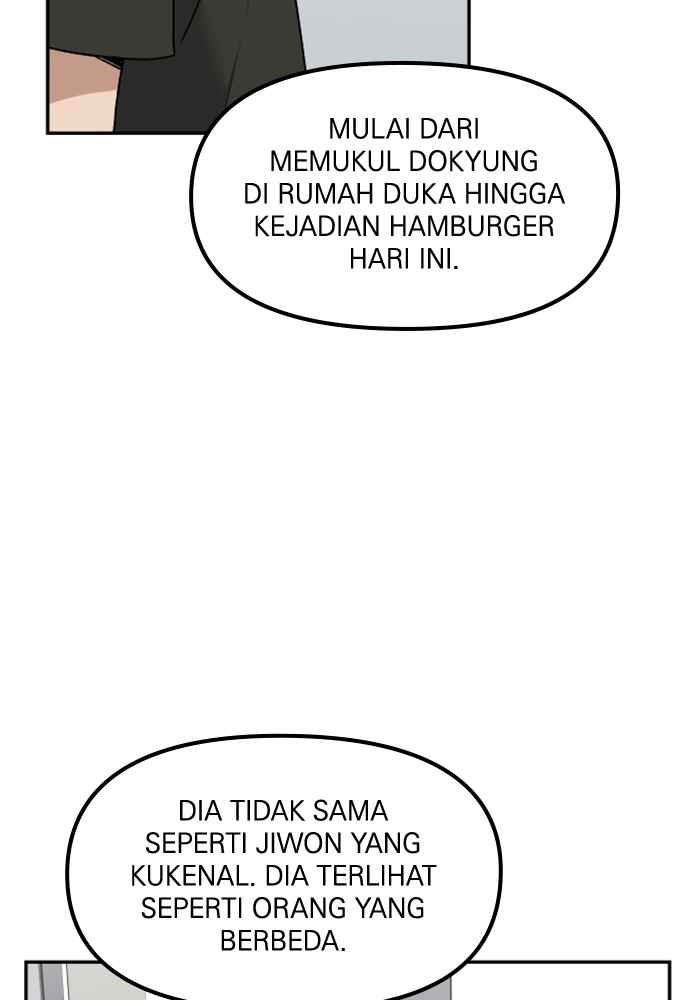 MULAI DARI
MEMUKUL DOKYUNG
DI RUMAH DUKA HINGGA
KEJADIAN HAMBURGER
HARI INI.
DIA TIDAK SAMA
SEPERTI JIWON YANG
KUKENAL. DIA TERLIHAT
SEPERTI ORANG YANG
BERBEDA.